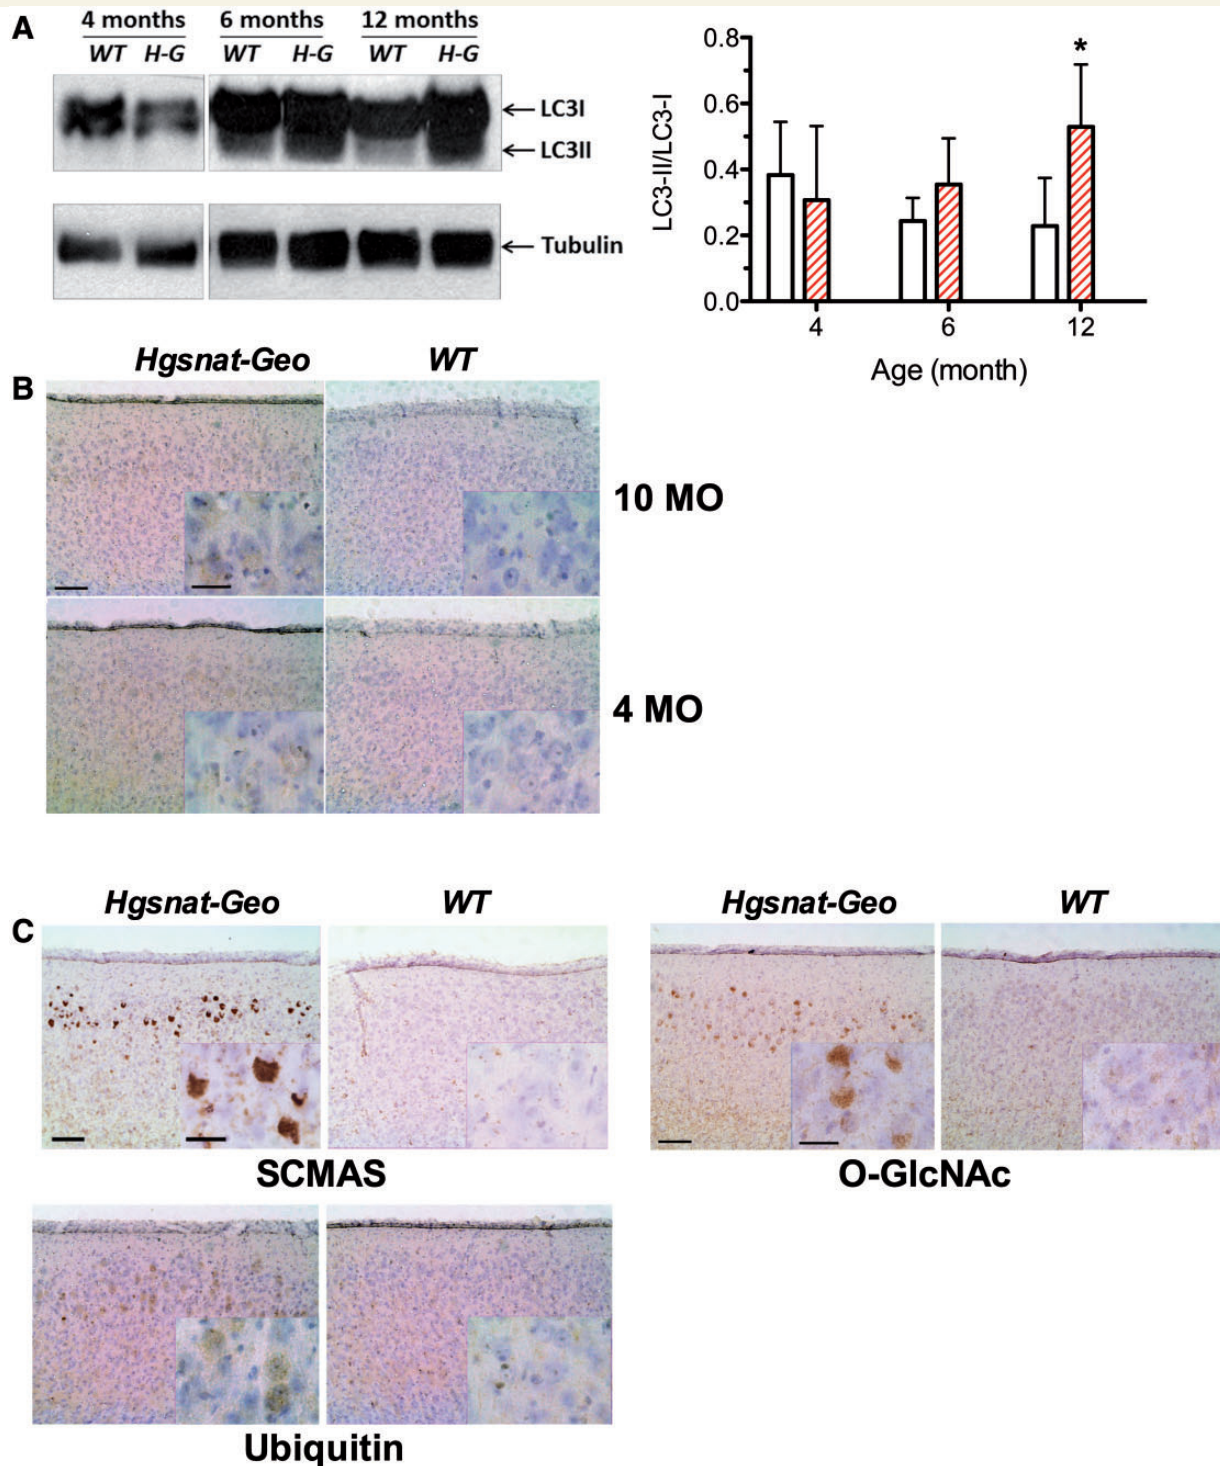 A
4 months 6 months 12 months
WT H-G WT H-G WT H-G
LC3I
LC3II
Tubulin
LC3-II/LC3-I
0.8
0.6
0.4
0.2
0.0
*
4 6 12
Age (month)
B
Hgsnat-Geo WT
10 MO
4 MO
C
Hgsnat-Geo WT
SCMAS
Hgsnat-Geo WT
O-GlcNAc
Ubiquitin